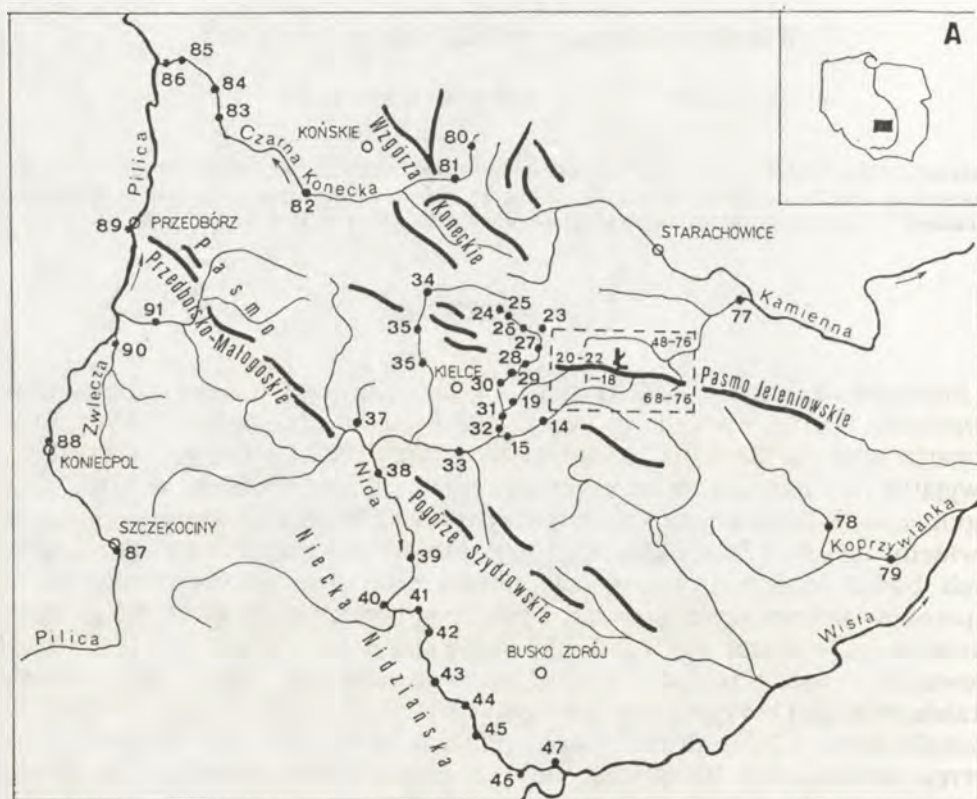 A
85
86
84
83
KOŃSKIE
Wzgórza
80
81
Czarna
Konecka
82
Koneckie
Pilica
89
PRZEDBÓRZ
Pasmo
Przedborsko-Małogoskie
STARACHOWICE
34
25
24
26
23
77
Kamienna
91
35
27
48-76
90
35
KIELCE
28
20-22
Ł
1-18
29
30
19
68-76
Pasmo Jeleniowskie
Zwlecza
31
32
15
14
88
KONIECPOL
37
33
38
Nida
SZCZEKOCINY
87
Pogórze Szydłowskie
78
Koprzywianka
79
39
Niecka
Nidziańska
40
41
42
Pilica
BUSKO ZDRÓJ
Wisła
43
44
45
46
47